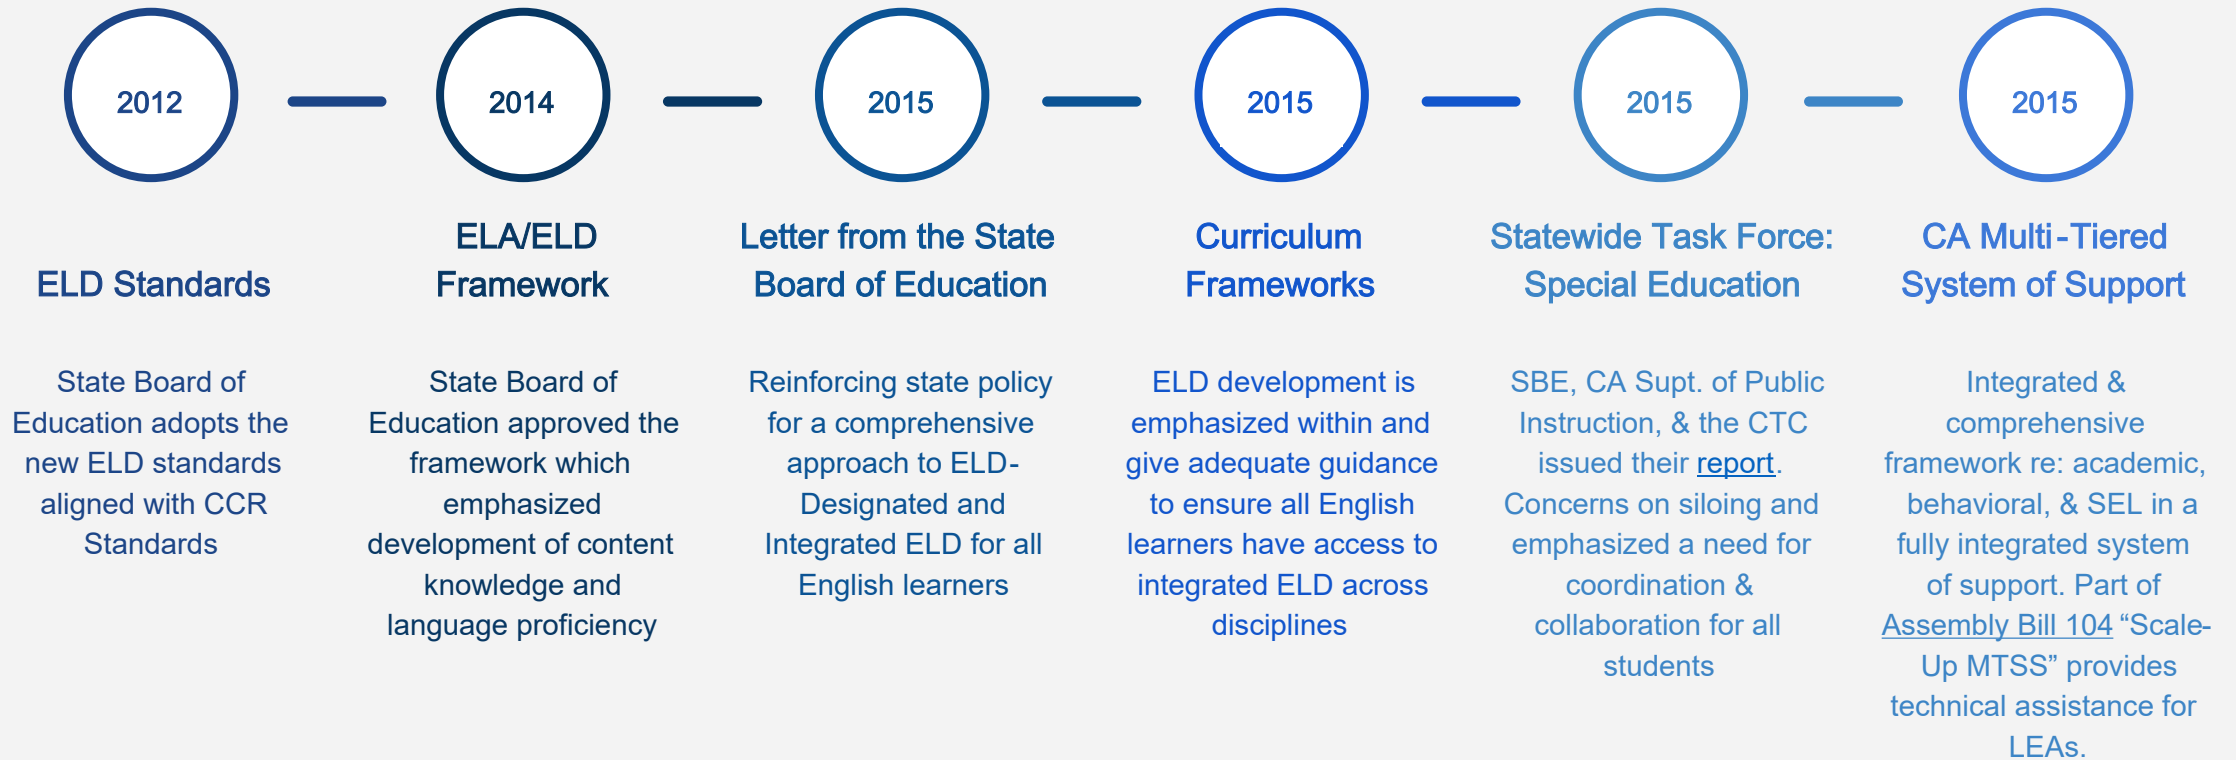 2012
ELD Standards
State Board of
Education adopts the
new ELD standards
aligned with CCR
Standards
2014
ELA/ELD
Framework
State Board of
Education approved the
framework which
emphasized
development of content
knowledge and
language proficiency
2015
Letter from the State
Board of Education
Reinforcing state policy
for a comprehensive
approach to ELD-
Designated and
Integrated ELD for all
English learners
2015
Curriculum
Frameworks
ELD development is
emphasized within and
give adequate guidance
to ensure all English
learners have access to
integrated ELD across
disciplines
2015
Statewide Task Force:
Special Education
SBE, CA Supt. of Public
Instruction, & the CTC
issued their report.
Concerns on siloing and
emphasized a need for
coordination &
collaboration for all
students
2015
CA Multi-Tiered
System of Support
Integrated &
comprehensive
framework re: academic,
behavioral, & SEL in a
fully integrated system
of support. Part of
Assembly Bill 104 “Scale-
Up MTSS” provides
technical assistance for
LEAs.